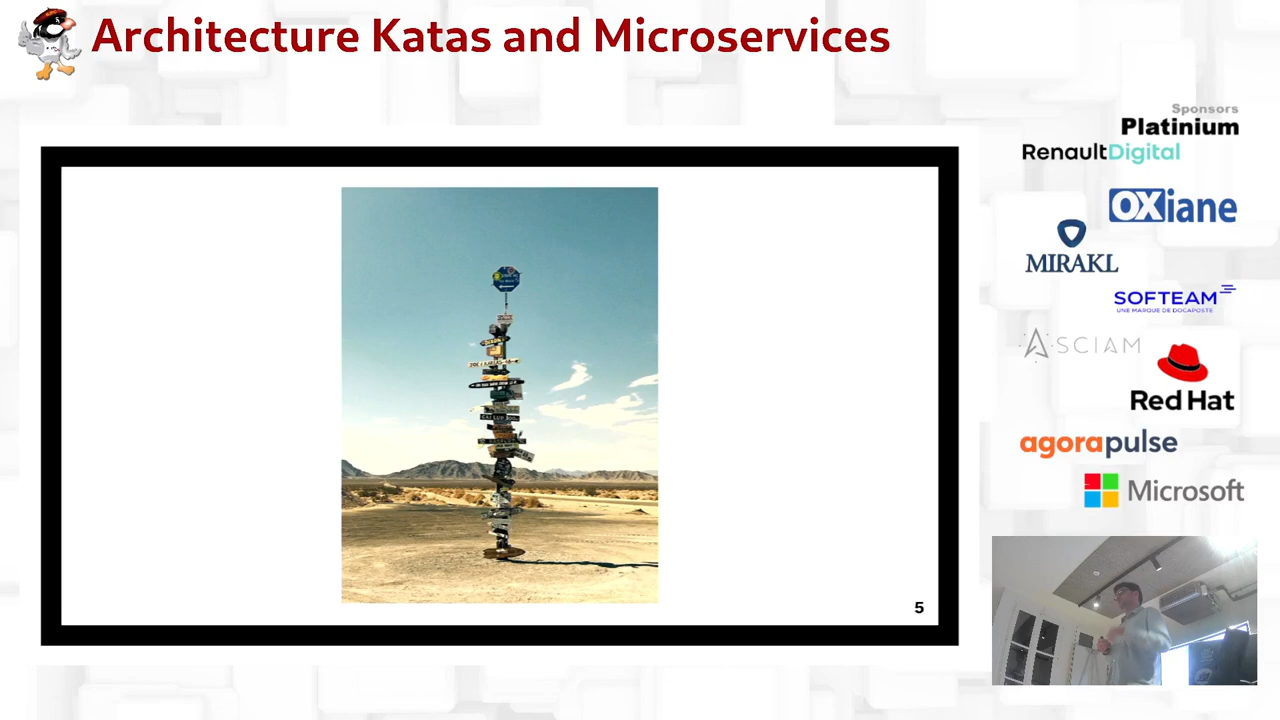 Architecture Katas and Microservices
Sponsors
Platinium
RenaultDigital
OXiane
MIRAKL
SOFTEAM
UNE MARQUE DE DOCAPOSTE
ASCIAM
Red Hat
agorapulse
Microsoft
5